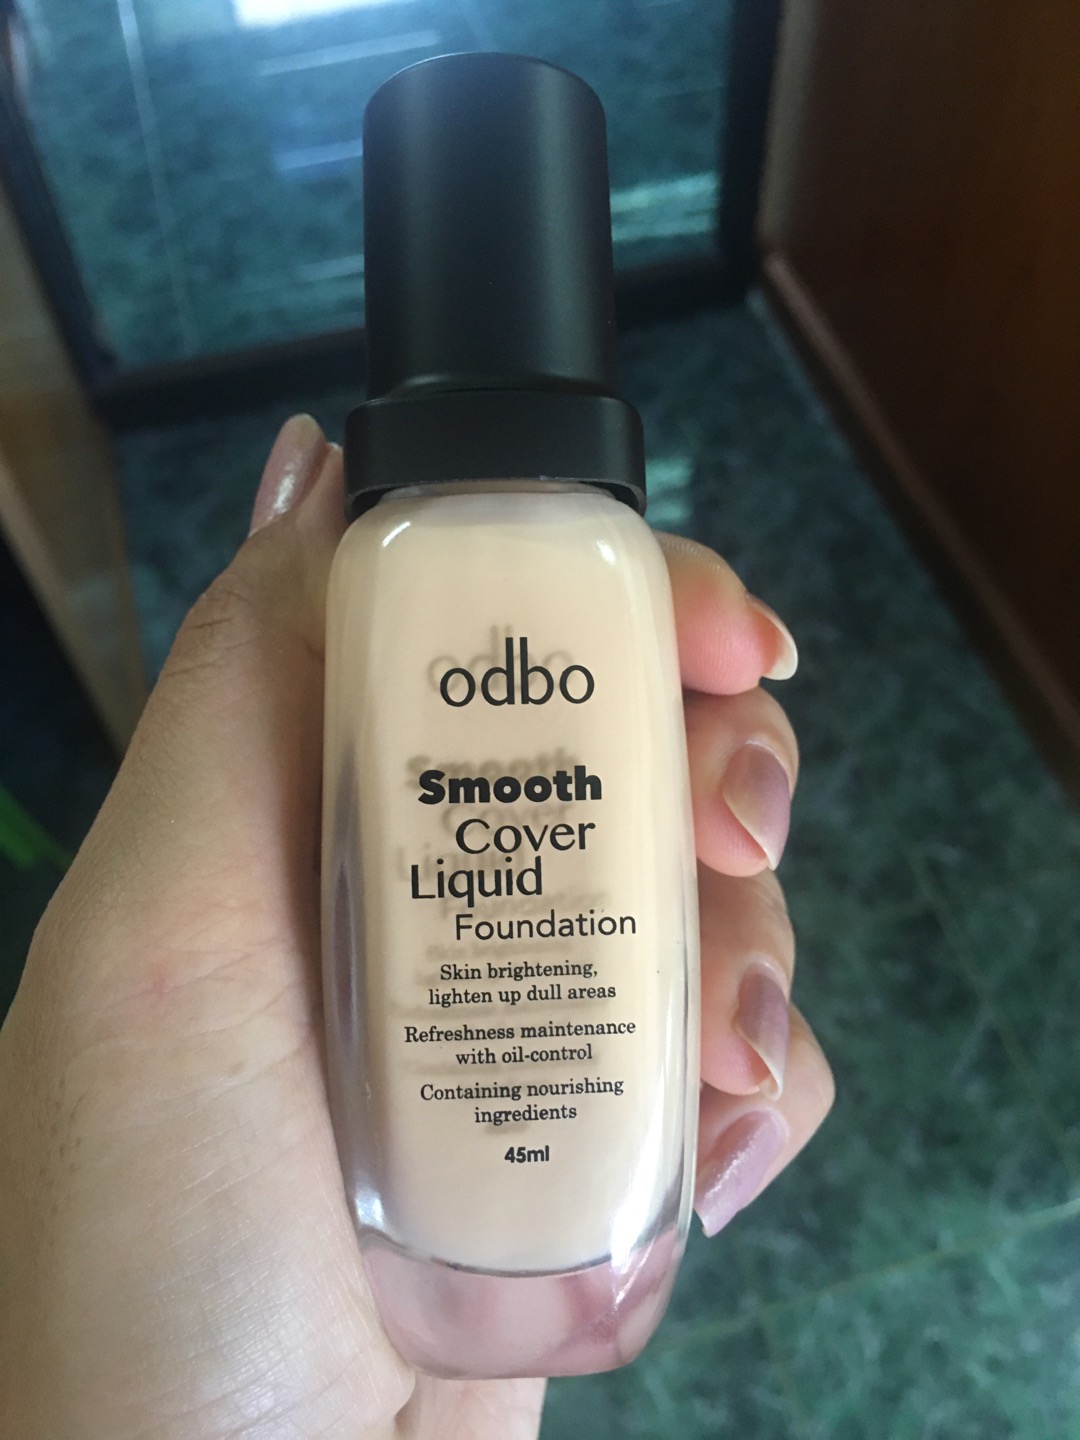 odbo
Smooth
Cover
Liquid
Foundation
Skin brightening,
lighten up dull areas
Refreshness maintenance
with oil-control
Containing nourishing
ingredients
45ml